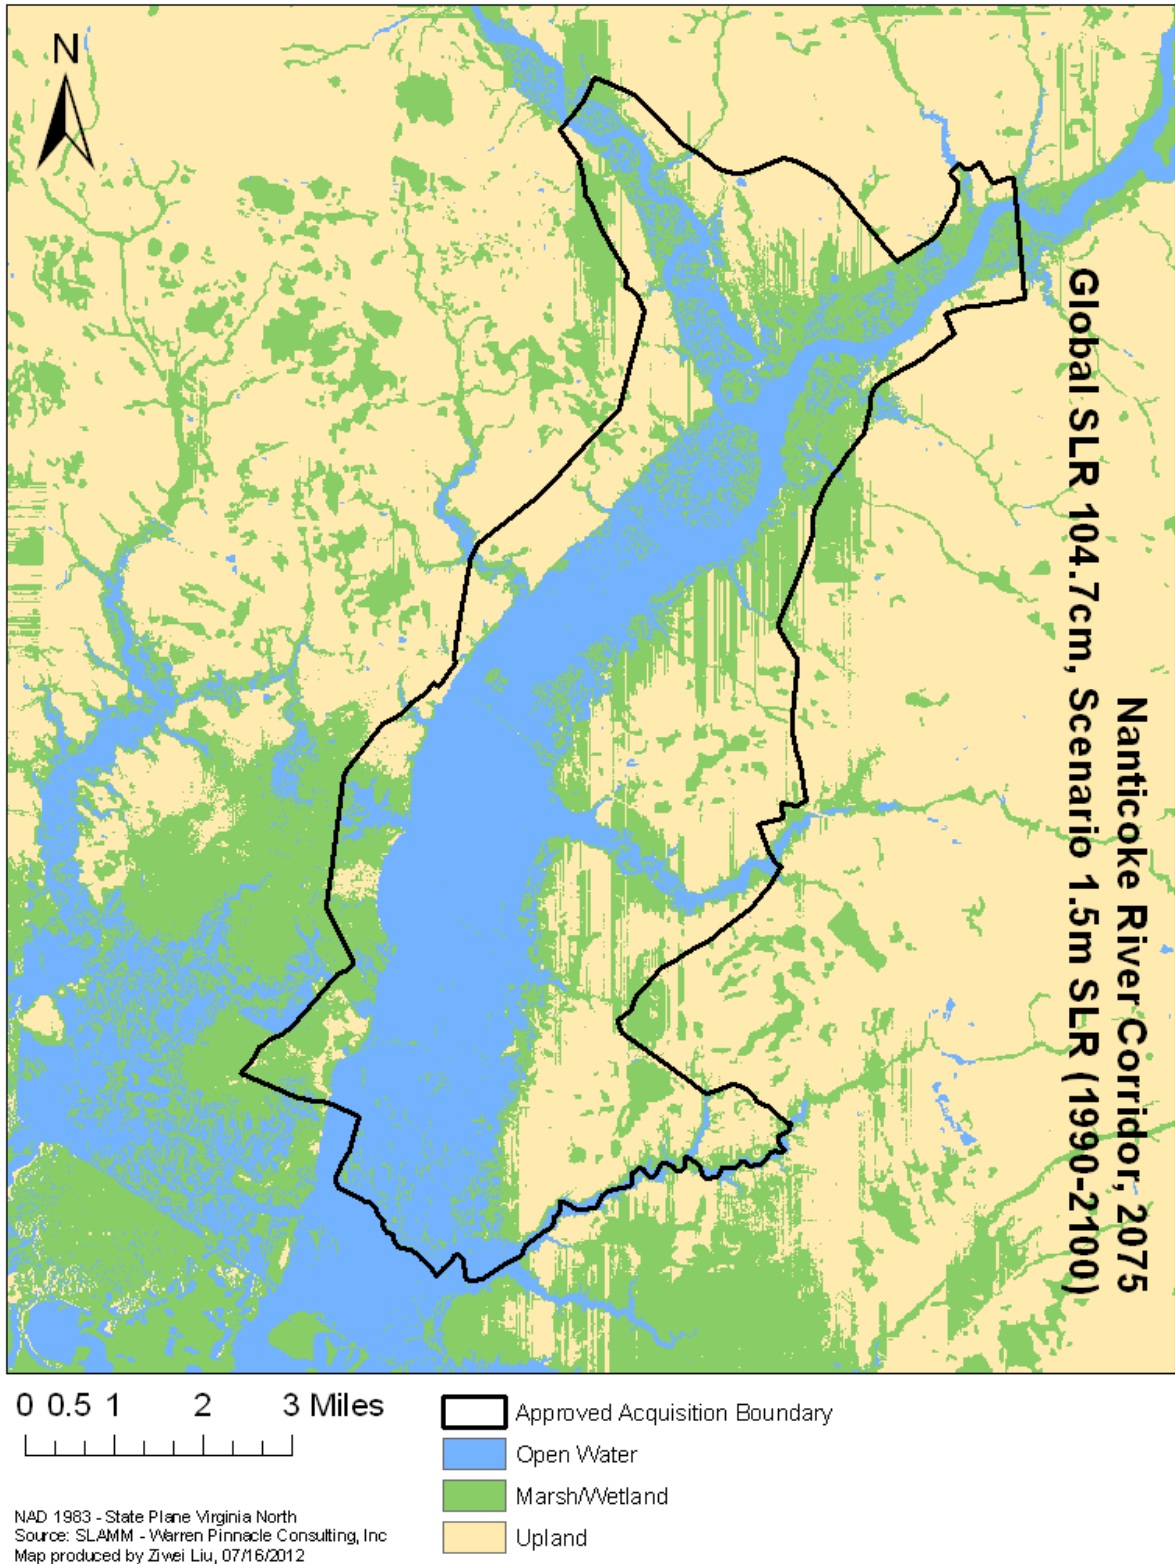 N
Nanticoke River Corridor, 2075
Global SLR 104.7cm, Scenario 1.5m SLR (1990-2100)
0 0.5 1 2 3 Miles
Approved Acquisition Boundary
Open Water
Marsh/Wetland
Upland
NAD 1983 - State Plane Virginia North
Source: SLAMM - Warren Pinnacle Consulting, Inc
Map produced by Ziwei Liu, 07/16/2012